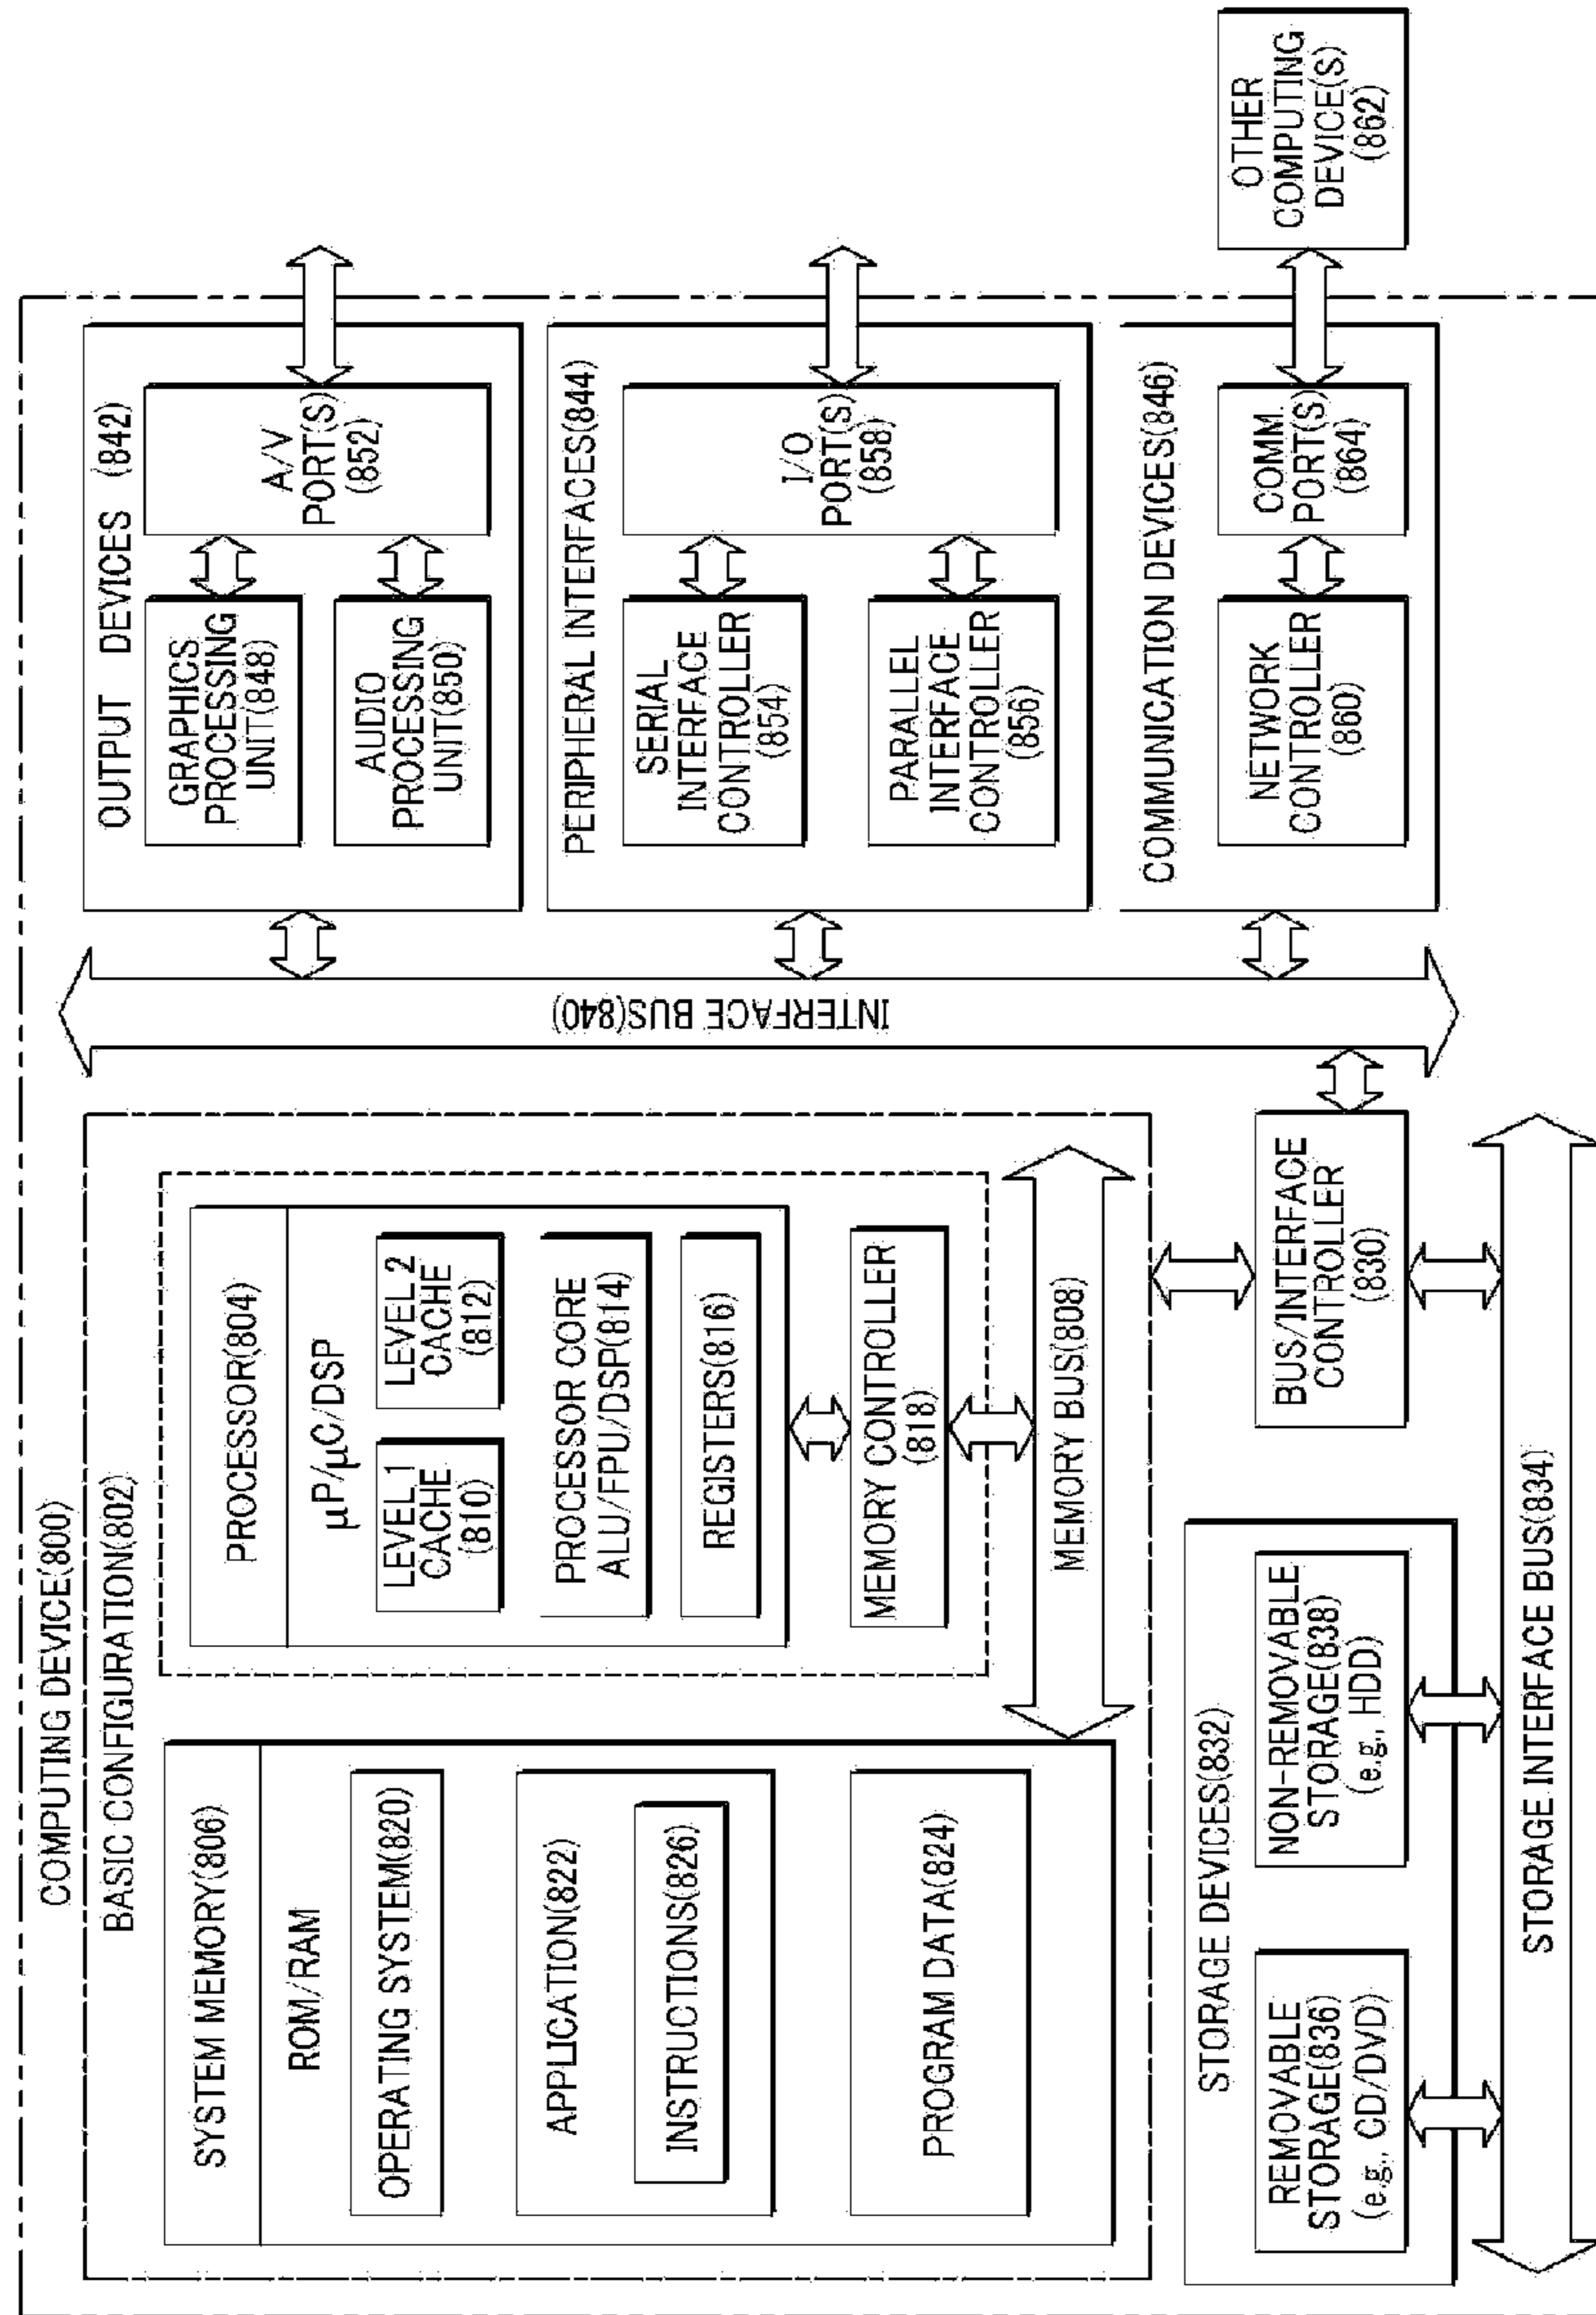 COMPUTING DEVICE(800)
BASIC CONFIGURATION(802)
SYSTEM MEMORY(806)
ROM/RAM
OPERATING SYSTEM(820)
APPLICATION(822)
INSTRUCTIONS(826)
PROGRAM DATA(824)
PROCESSOR(804)
µP/µC/DSP
LEVEL 1
CACHE
(810)
LEVEL 2
CACHE
(812)
PROCESSOR CORE
ALU/FPU/DSP(814)
REGISTERS(816)
MEMORY CONTROLLER
(818)
MEMORY BUS(808)
BUS/INTERFACE
CONTROLLER
(830)
STORAGE DEVICES(832)
REMOVABLE
STORAGE(836)
(e.g., CD/DVD)
NON-REMOVABLE
STORAGE(838)
(e.g., HDD)
STORAGE INTERFACE BUS(834)
INTERFACE BUS(840)
OUTPUT DEVICES (842)
GRAPHICS
PROCESSING
UNIT(848)
AUDIO
PROCESSING
UNIT(850)
A/V
PORT(S)
(852)
PERIPHERAL INTERFACES(844)
SERIAL
INTERFACE
CONTROLLER
(854)
PARALLEL
INTERFACE
CONTROLLER
(856)
I/O
PORT(S)
(858)
COMMUNICATION DEVICES(846)
NETWORK
CONTROLLER
(860)
COMM.
PORT(S)
(864)
OTHER
COMPUTING
DEVICE(S)
(862)